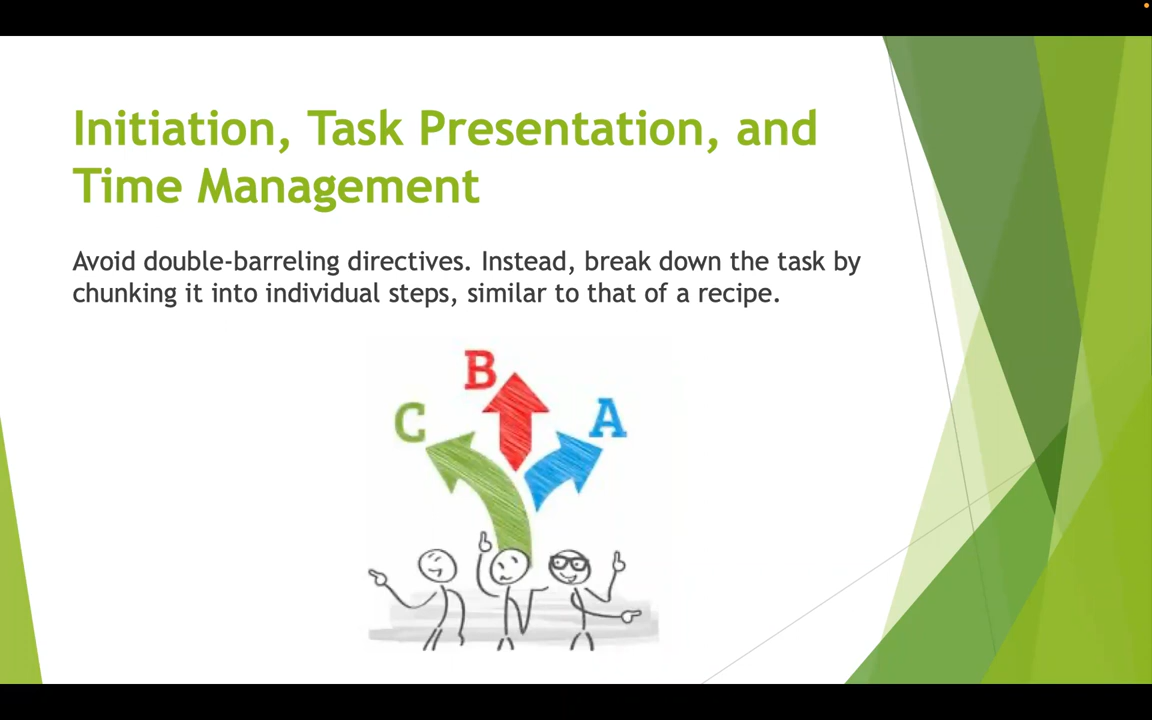 Initiation, Task Presentation, and
Time Management
Avoid double-barreling directives. Instead, break down the task by
chunking it into individual steps, similar to that of a recipe.
B
C
A